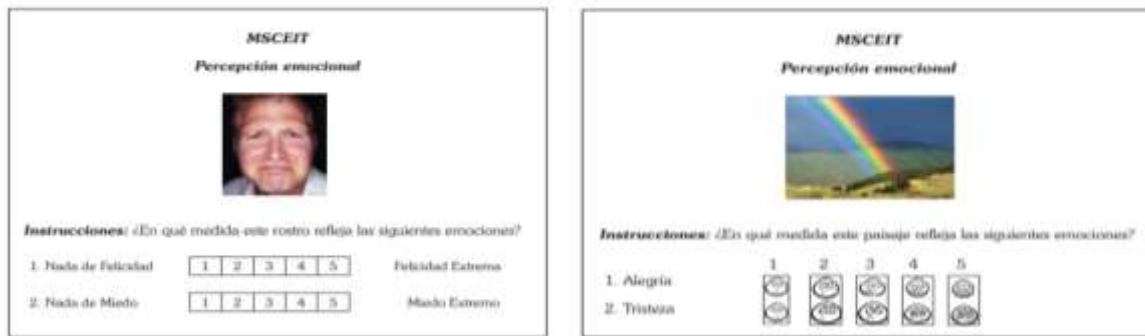 MSCEIT
Percepción emocional
Instrucciones: ¿En qué medida este rostro refleja las siguientes emociones?
1. Nada de Felicidad 1 2 3 4 5 Felicidad Extrema
2. Nada de Miedo 1 2 3 4 5 Miedo Extremo
MSCEIT
Percepción emocional
Instrucciones: ¿En qué medida este paisaje refleja las siguientes emociones?
1 2 3 4 5
1. Alegría
2. Tristeza